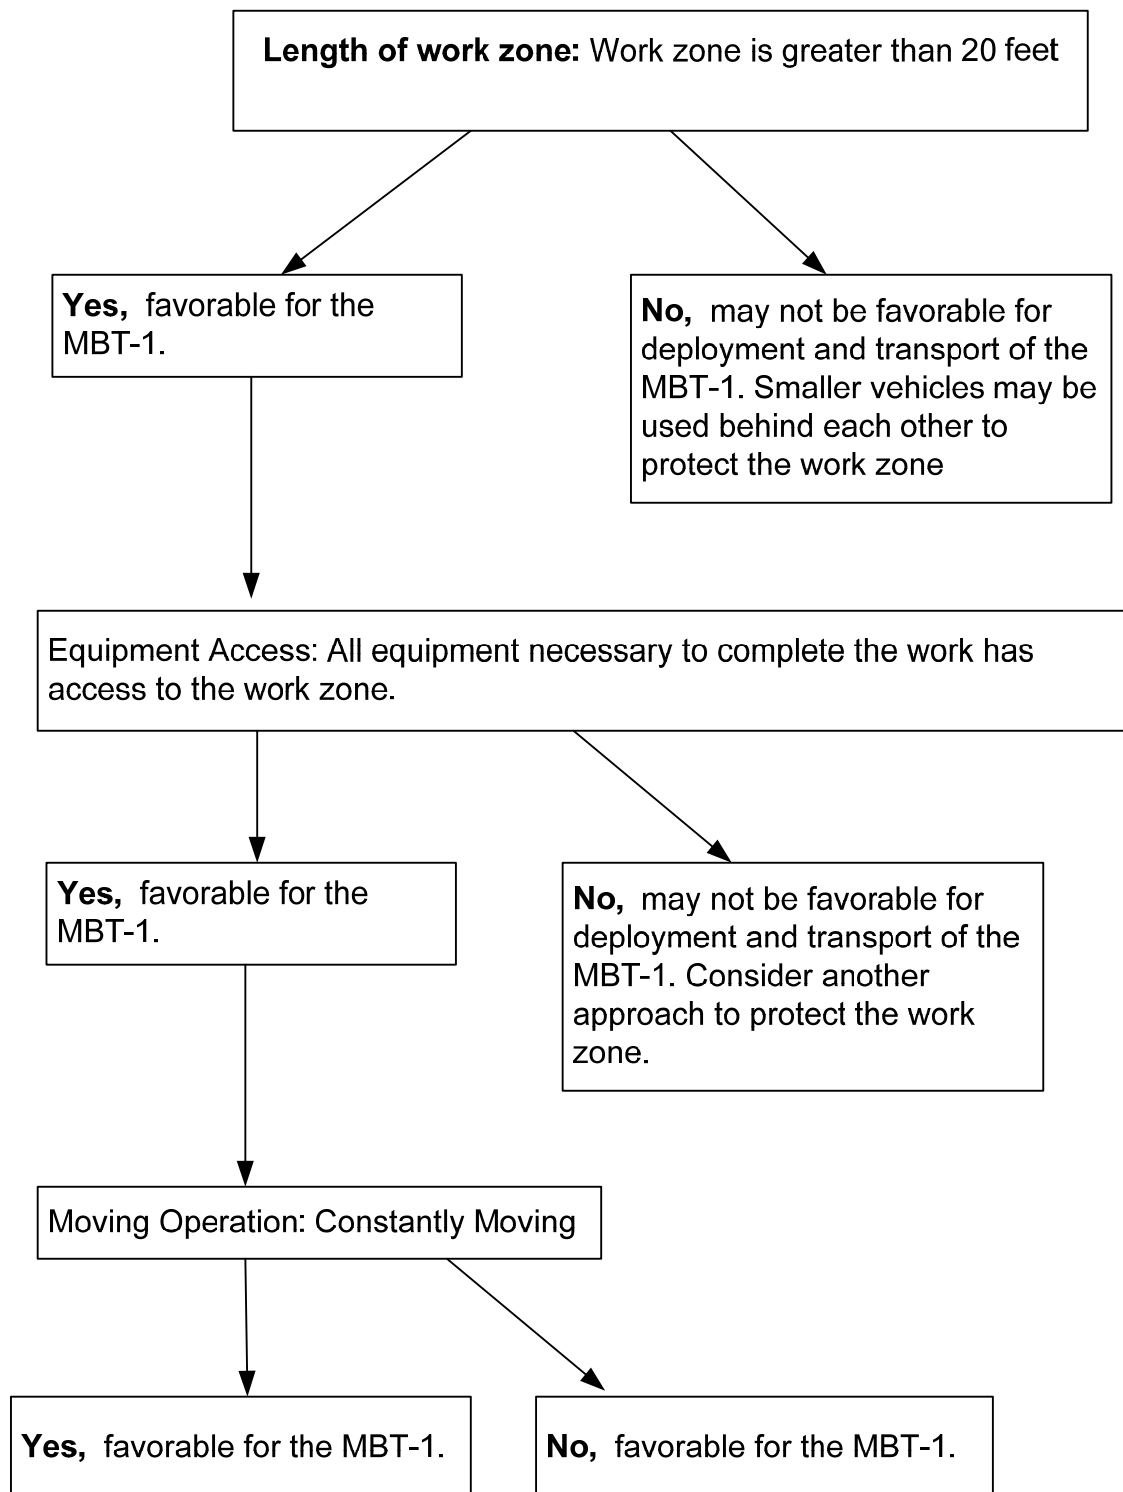 Length of work zone: Work zone is greater than 20 feet
Yes, favorable for the
MBT-1.
No, may not be favorable for
deployment and transport of the
MBT-1. Smaller vehicles may be
used behind each other to
protect the work zone
Equipment Access: All equipment necessary to complete the work has
access to the work zone.
Yes, favorable for the
MBT-1.
No, may not be favorable for
deployment and transport of the
MBT-1. Consider another
approach to protect the work
zone.
Moving Operation: Constantly Moving
Yes, favorable for the MBT-1.
No, favorable for the MBT-1.